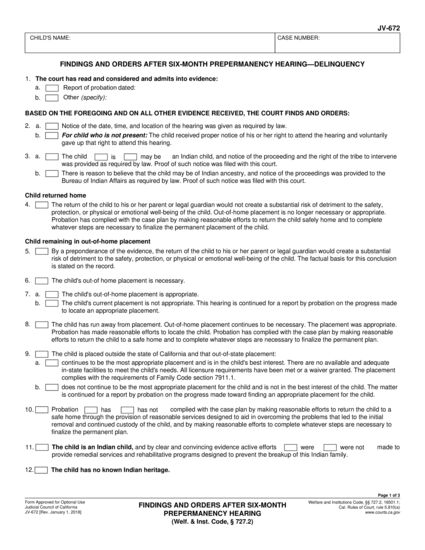 JV-672
CHILD'S NAME:
CASE NUMBER:
FINDINGS AND ORDERS AFTER SIX-MONTH PREPERMANENCY HEARING—DELINQUENCY
1. The court has read and considered and admits into evidence:
a. Report of probation dated:
b. Other (specify):
BASED ON THE FOREGOING AND ON ALL OTHER EVIDENCE RECEIVED, THE COURT FINDS AND ORDERS:
2. a. Notice of the date, time, and location of the hearing was given as required by law.
b. For child who is not present: The child received proper notice of his or her right to attend the hearing and voluntarily
gave up that right to attend this hearing.
3. a. The child is may be an Indian child, and notice of the proceeding and the right of the tribe to intervene
was provided as required by law. Proof of such notice was filed with this court.
b. There is reason to believe that the child may be of Indian ancestry, and notice of the proceedings was provided to the
Bureau of Indian Affairs as required by law. Proof of such notice was filed with this court.
Child returned home
4. The return of the child to his or her parent or legal guardian would not create a substantial risk of detriment to the safety,
protection, or physical or emotional well-being of the child. Out-of-home placement is no longer necessary or appropriate.
Probation has complied with the case plan by making reasonable efforts to return the child safely home and to complete
whatever steps are necessary to finalize the permanent placement of the child.
Child remaining in out-of-home placement
5. By a preponderance of the evidence, the return of the child to his or her parent or legal guardian would create a substantial
risk of detriment to the safety, protection, or physical or emotional well-being of the child. The factual basis for this conclusion
is stated on the record.
6. The child's out-of home placement is necessary.
7. a. The child's out-of-home placement is appropriate.
b. The child's current placement is not appropriate. This hearing is continued for a report by probation on the progress made
to locate an appropriate placement.
8. The child has run away from placement. Out-of-home placement continues to be necessary. The placement was appropriate.
Probation has made reasonable efforts to locate the child. Probation has complied with the case plan by making reasonable
efforts to return the child to a safe home and to complete whatever steps are necessary to finalize the permanent placement.
9. The child is placed outside the state of California and that out-of-state placement:
a. continues to be the most appropriate placement and is in the child's best interest. There are no available and adequate
in-state facilities to meet the child's needs. All licensure requirements have been met or a waiver granted. The placement
complies with the requirements of Family Code section 7911.1.
b. does not continue to be the most appropriate placement for the child and is not in the best interest of the child. The matter
is continued for a report by probation on the progress made toward finding an appropriate placement for the child.
10. Probation has has not complied with the case plan by making reasonable efforts to return the child to a
safe home through the provision of reasonable services designed to aid in overcoming the problems that led to the initial
removal and continued custody of the child, and by making reasonable efforts to complete whatever steps are necessary to
finalize the permanent plan.
11. The child is an Indian child, and by clear and convincing evidence active efforts were were not made to
provide remedial services and rehabilitative programs designed to prevent the breakup of this Indian family.
12. The child has no known Indian heritage.
Page 1 of 3
Form Approved for Optional Use
Judicial Council of California
JV-672 [Rev. January 1, 2018]
FINDINGS AND ORDERS AFTER SIX-MONTH
PREPERMANENCY HEARING
(Welf. & Inst. Code, § 727.2)
Welfare and Institutions Code, §§ 727.2, 16501.1;
Cal. Rules of Court, rule 5.810(a)
www.courts.ca.gov